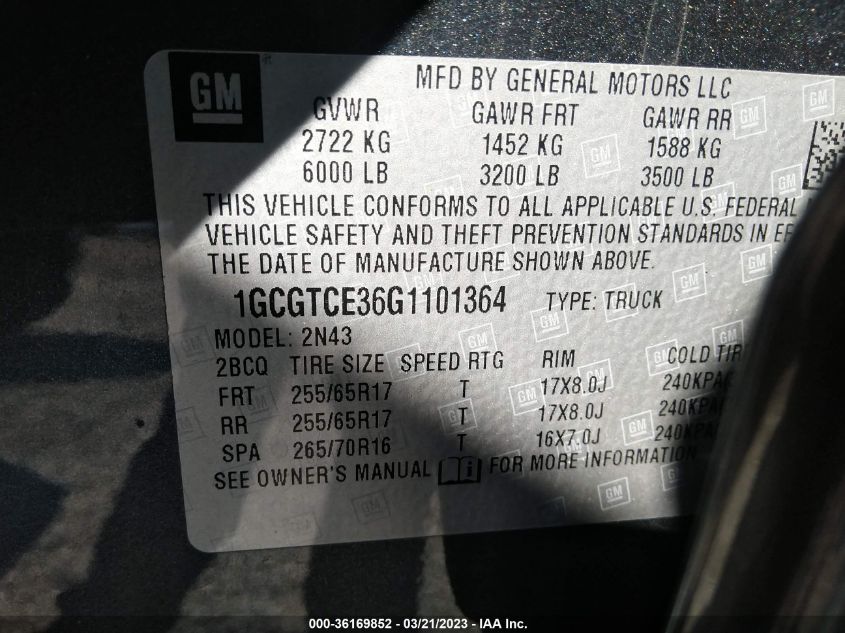 GM MFD BY GENERAL MOTORS LLC
GVWR GAWR FRT GAWR RR
2722 KG 1452 KG 1588 KG
6000 LB 3200 LB 3500 LB
THIS VEHICLE CONFORMS TO ALL APPLICABLE U.S. FEDERAL
VEHICLE SAFETY AND THEFT PREVENTION STANDARDS IN
THE DATE OF MANUFACTURE SHOWN ABOVE.
1GCGTCE36G1101364 TYPE: TRUCK
MODEL: 2N43
2BCQ TIRE SIZE SPEED RTG RIM COLD
FRT 255/65R17 T 17X8.0J 240KPA
RR 255/65R17 T 17X8.0J 240KPA
SPA 265/70R16 T 16X7.0J 240KPA
SEE OWNER'S MANUAL FOR MORE INFORMATION
000-36169852 - 03/21/2023 - IAA Inc.